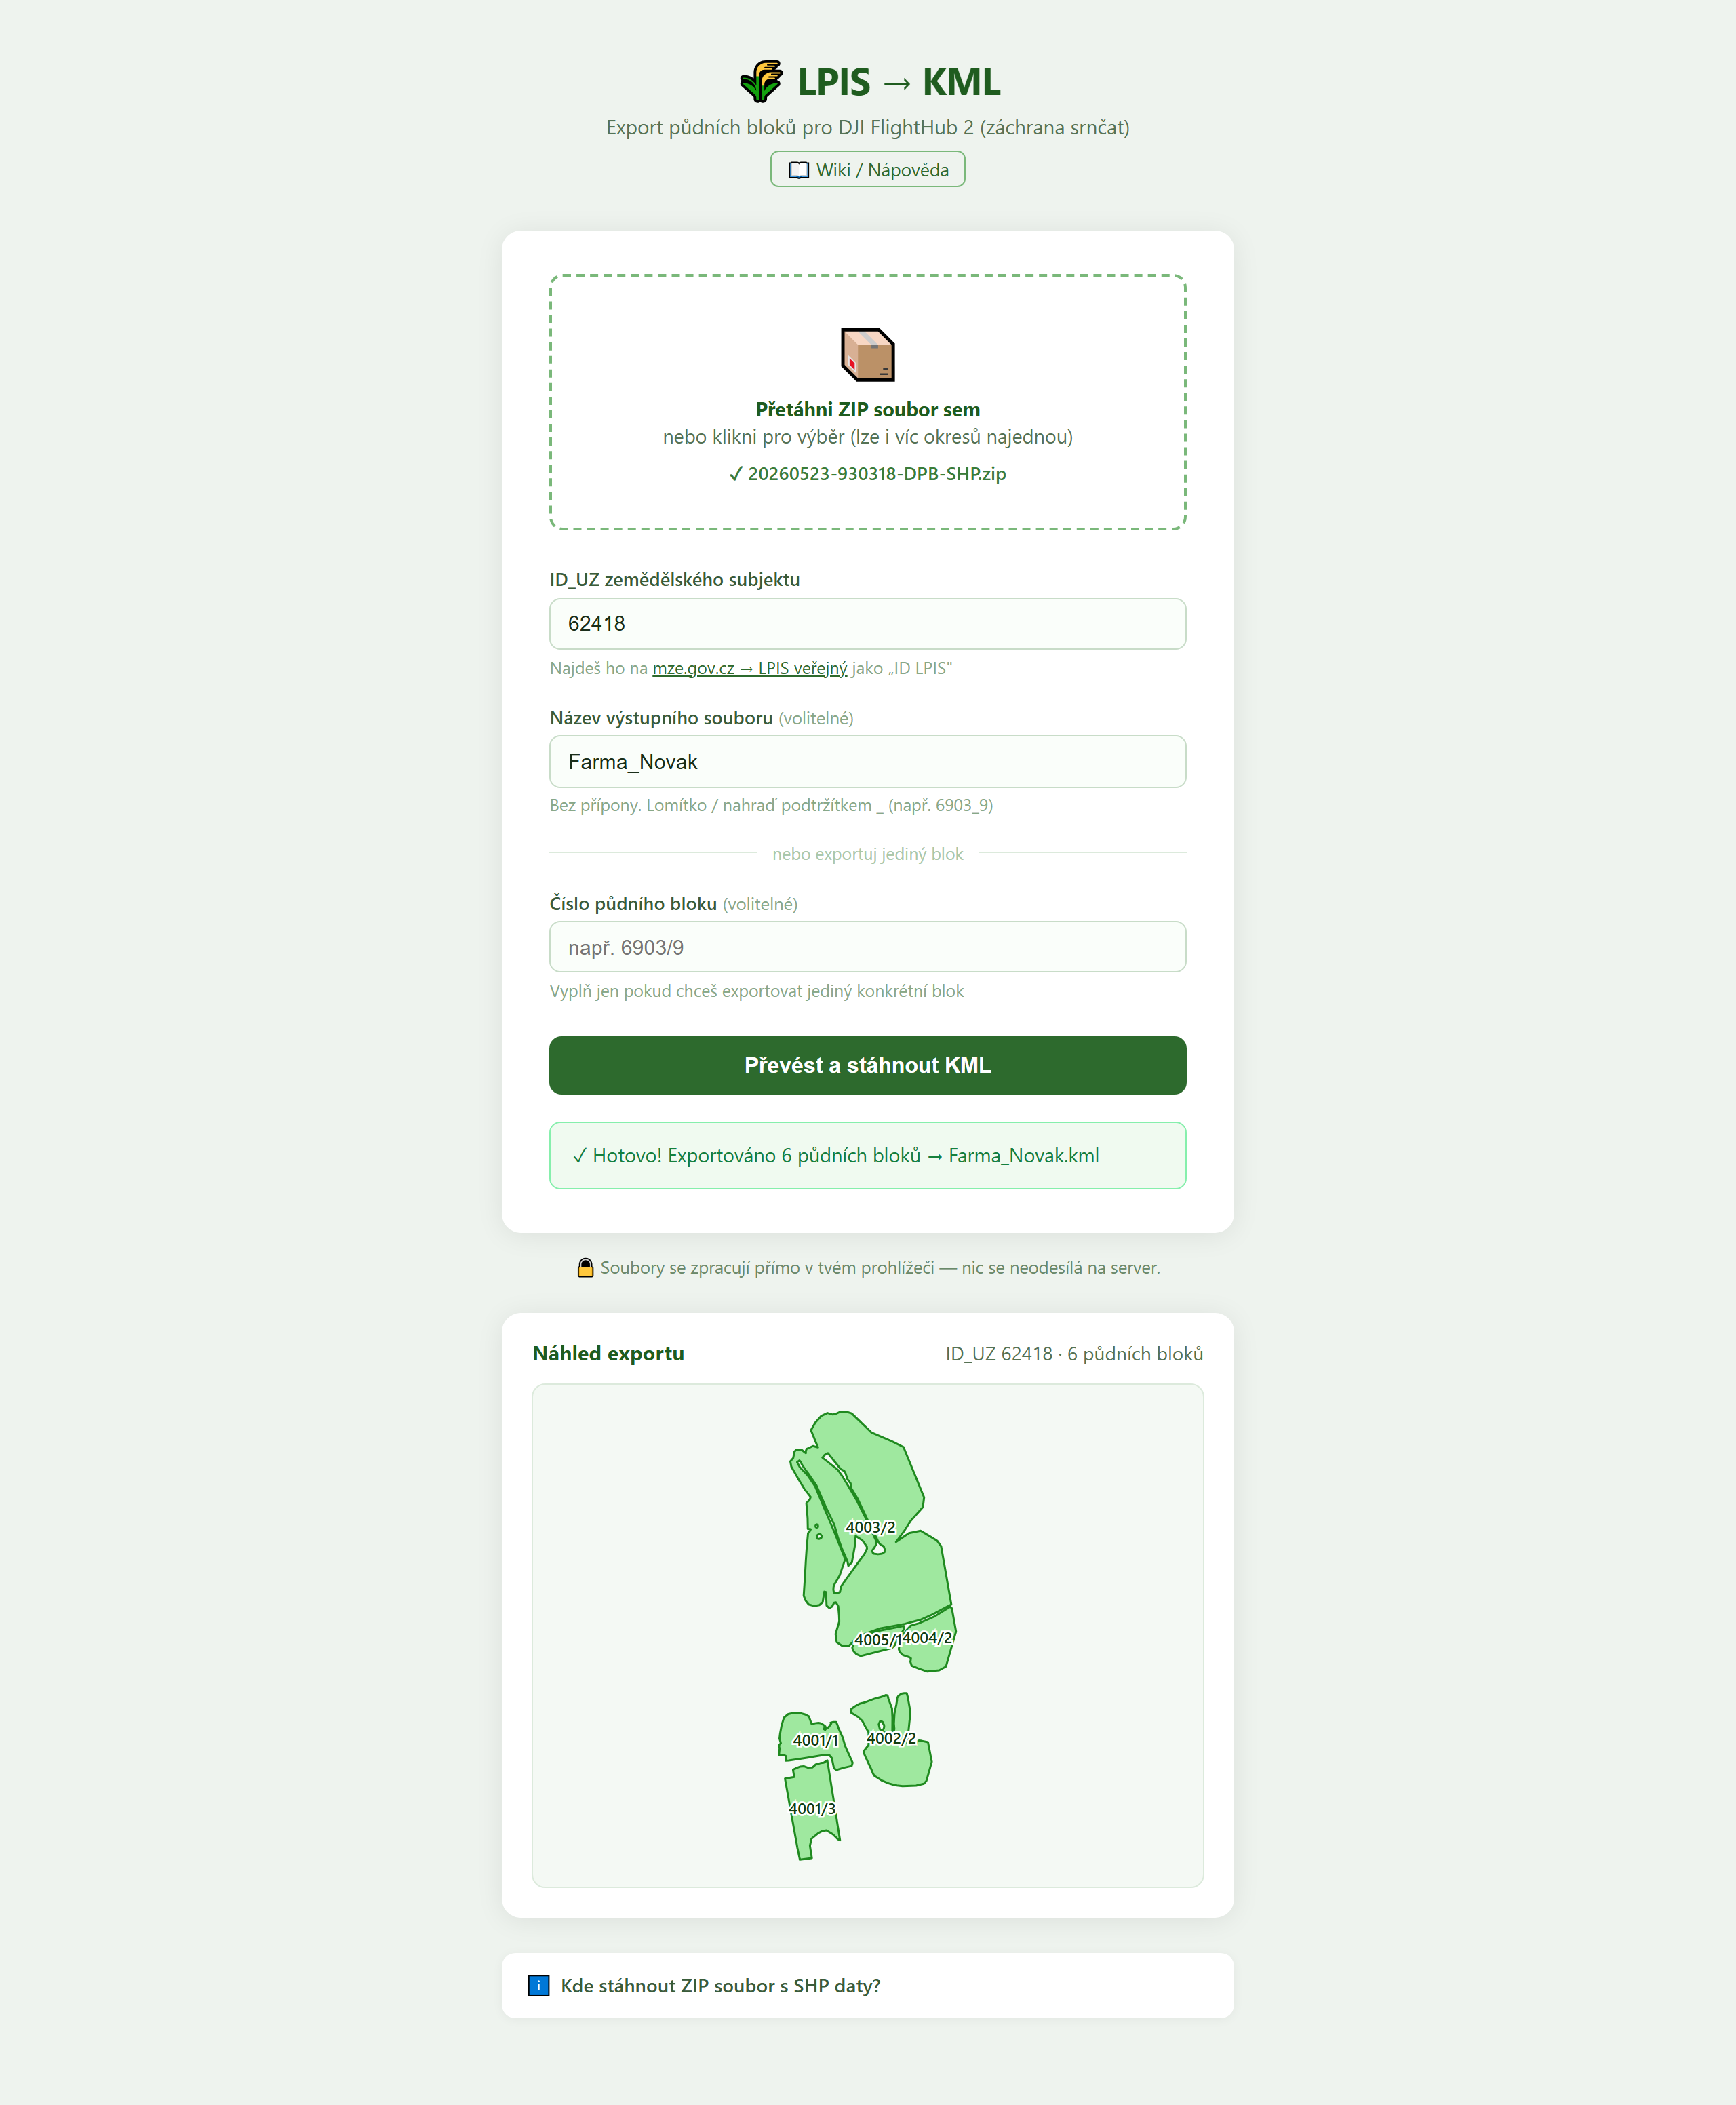 LPIS → KML
Export půdních bloků pro DJI FlightHub 2 (záchrana srnčat)
Wiki / Nápověda
Přetáhni ZIP soubor sem
nebo klikni pro výběr (lze i víc okresů najednou)
✓ 20260523-930318-DPB-SHP.zip
ID_UZ zemědělského subjektu
62418
Najdeš ho na mze.gov.cz → LPIS veřejný jako „ID LPIS"
Název výstupního souboru (volitelné)
Farma_Novak
Bez přípony. Lomítko / nahraď podtržítkem _ (např. 6903_9)
nebo exportuj jediný blok
Číslo půdního bloku (volitelné)
např. 6903/9
Vyplň jen pokud chceš exportovat jediný konkrétní blok
Převést a stáhnout KML
✓ Hotovo! Exportováno 6 půdních bloků → Farma_Novak.kml
Soubory se zpracují přímo v tvém prohlížeči — nic se neodesílá na server.
Náhled exportu
ID_UZ 62418 · 6 půdních bloků
4003/2
4005/1
4004/2
4001/1
4002/2
4001/3
Kde stáhnout ZIP soubor s SHP daty?